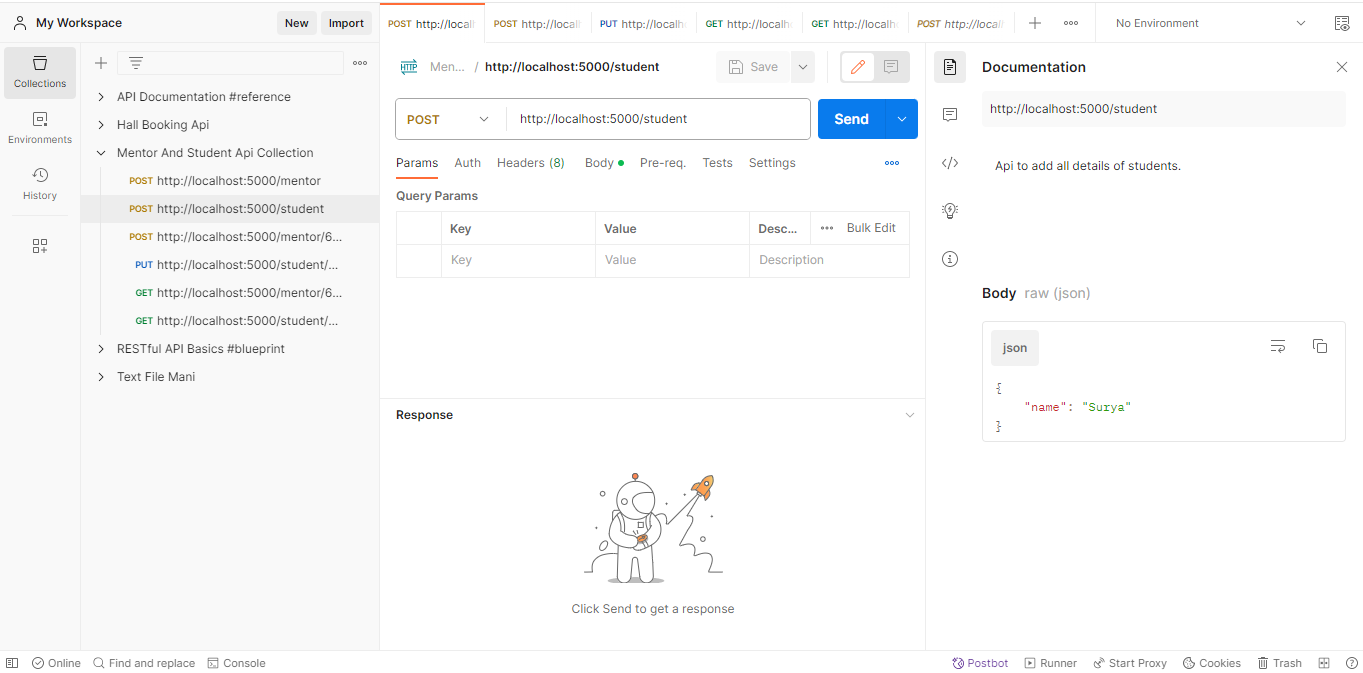 My Workspace
New
Import
POST http://local
POST http://local
PUT http://localh
GET http://localh
GET http://localh
POST http://local
No Environment
Collections
Environments
History
API Documentation #reference
Hall Booking Api
Mentor And Student Api Collection
POST http://localhost:5000/mentor
POST http://localhost:5000/student
POST http://localhost:5000/mentor/6...
PUT http://localhost:5000/student/...
GET http://localhost:5000/mentor/6...
GET http://localhost:5000/student/...
RESTful API Basics #blueprint
Text File Mani
HTTP Men... / http://localhost:5000/student
Save
POST http://localhost:5000/student
Send
Params Auth Headers (8) Body Pre-req. Tests Settings
Query Params
Key Value Desc... Bulk Edit
Key Value Description
Response
Click Send to get a response
Documentation
http://localhost:5000/student
Api to add all details of students.
Body raw (json)
json
{
"name": "Surya"
}
Online Find and replace Console
Postbot Runner Start Proxy Cookies Trash